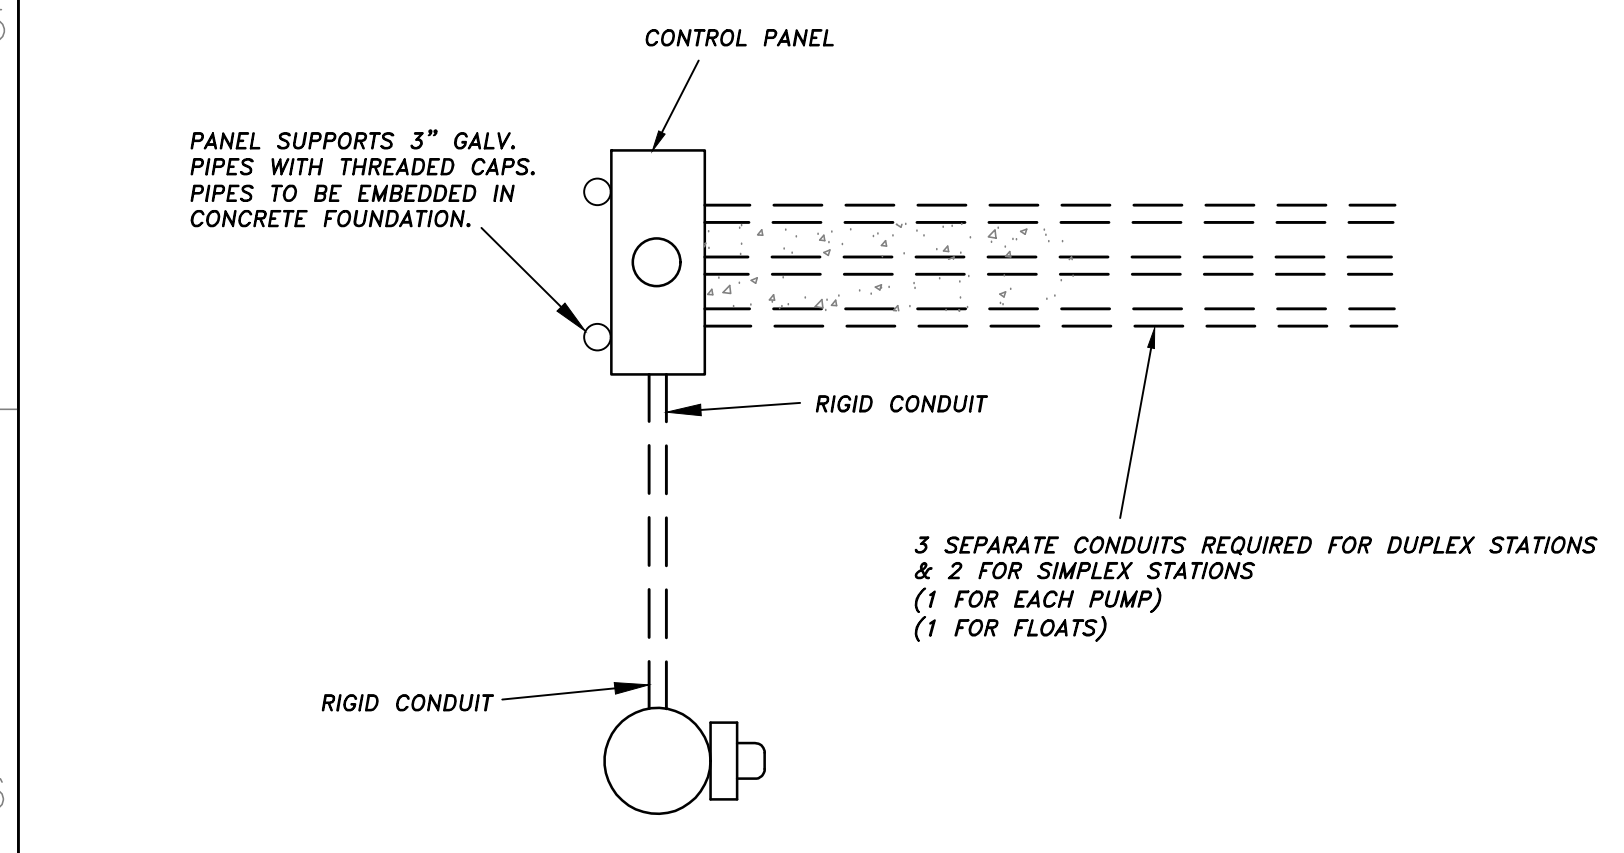 CONTROL PANEL
PANEL SUPPORTS 3" GALV.
PIPES WITH THREADED CAPS.
PIPES TO BE EMBEDDED IN
CONCRETE FOUNDATION.
RIGID CONDUIT
3 SEPARATE CONDUITS REQUIRED FOR DUPLEX STATIONS
& 2 FOR SIMPLEX STATIONS
(1 FOR EACH PUMP)
(1 FOR FLOATS)
RIGID CONDUIT